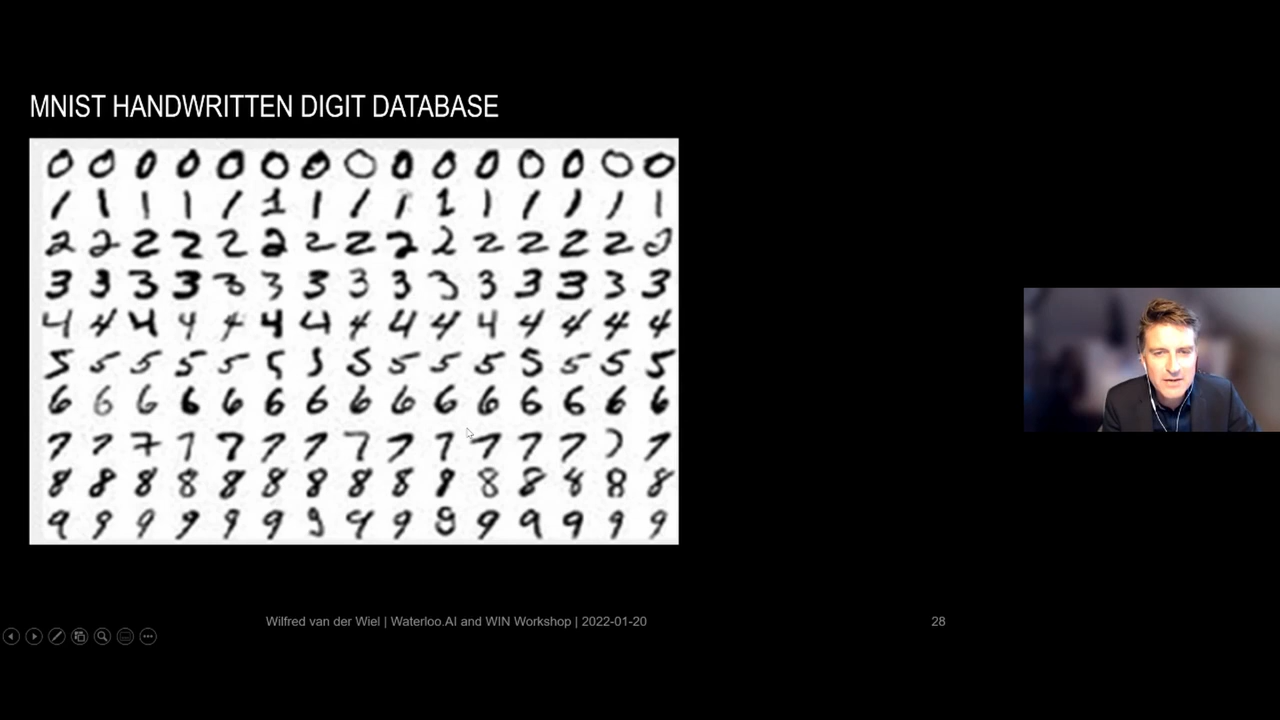 MNIST HANDWRITTEN DIGIT DATABASE
0 0 0 0 0 0 0 0 0 0 0 0 0 0 0
1 1 1 1 1 1 1 1 1 1 1 1 1 1 1
2 2 2 2 2 2 2 2 2 2 2 2 2 2 2
3 3 3 3 3 3 3 3 3 3 3 3 3 3 3
4 4 4 4 4 4 4 4 4 4 4 4 4 4 4
5 5 5 5 5 5 5 5 5 5 5 5 5 5 5
6 6 6 6 6 6 6 6 6 6 6 6 6 6 6
7 7 7 7 7 7 7 7 7 7 7 7 7 7 7
8 8 8 8 8 8 8 8 8 8 8 8 8 8 8
9 9 9 9 9 9 9 9 9 9 9 9 9 9 9
Wilfred van der Wiel | Waterloo.AI and WIN Workshop | 2022-01-20
28